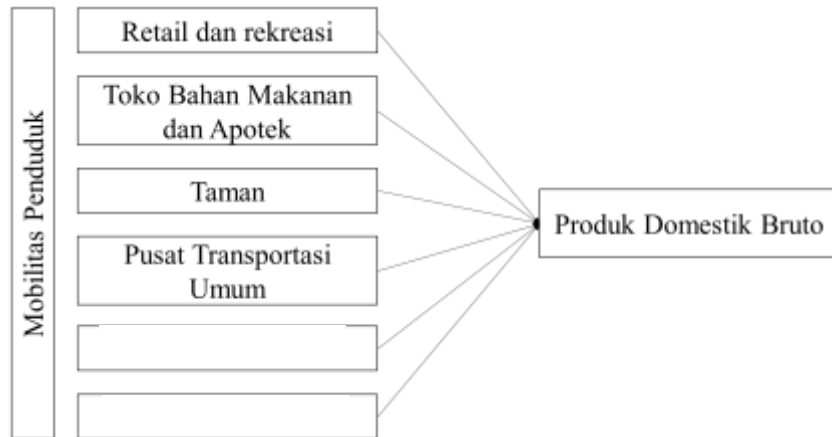 Mobilitas Penduduk
Retail dan rekreasi
Toko Bahan Makanan
dan Apotek
Taman
Pusat Transportasi
Umum
Produk Domestik Bruto